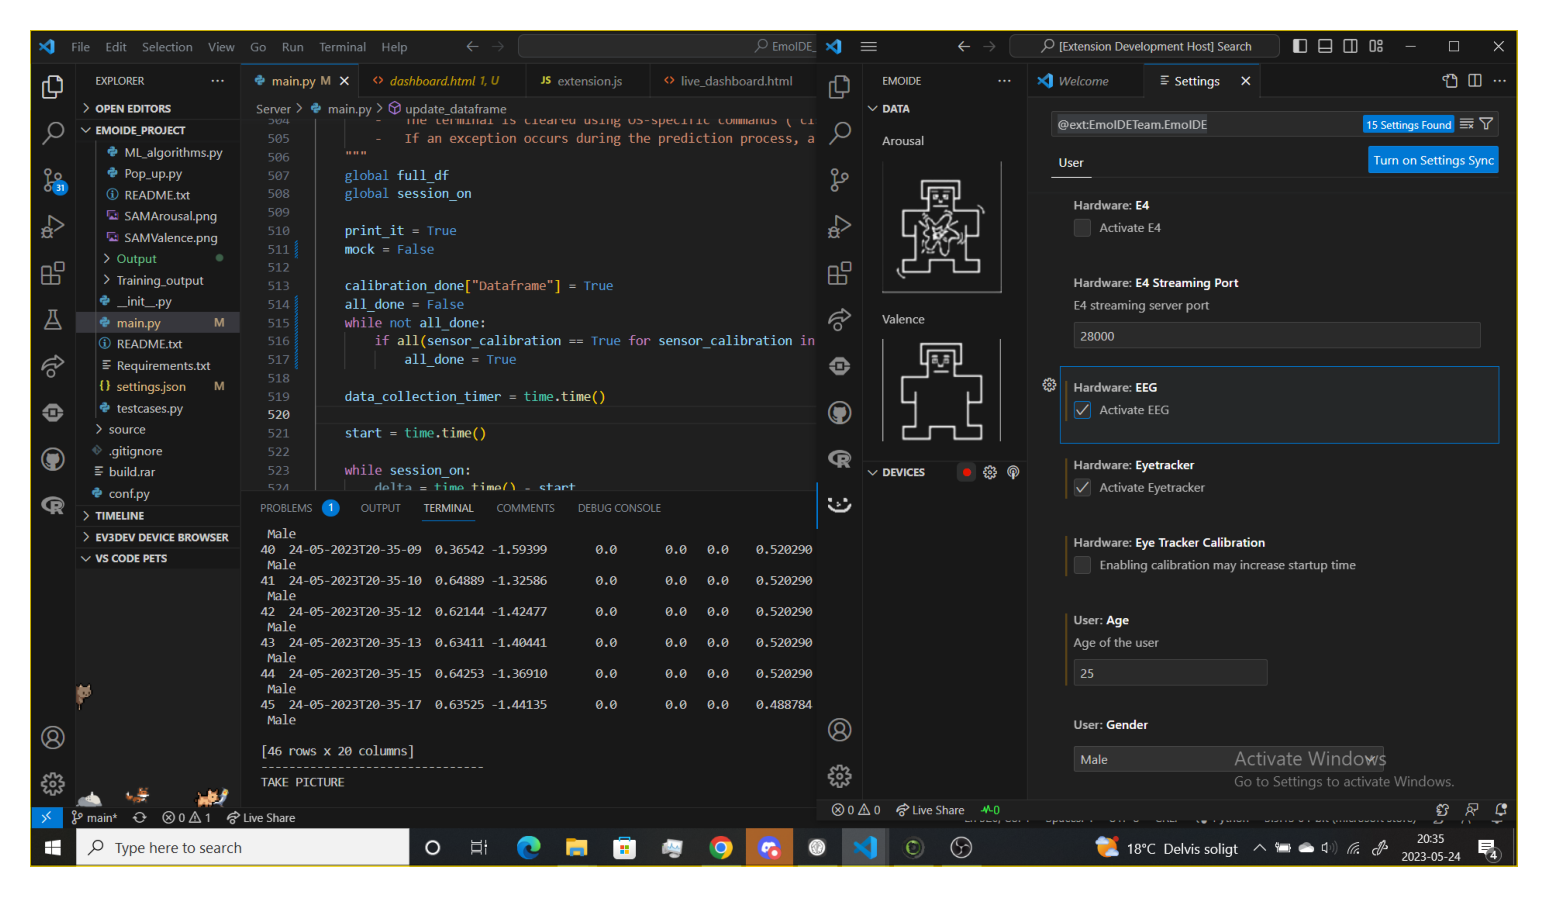 File Edit Selection View Go Run Terminal Help
EmoIDE_
EXPLORER
OPEN EDITORS
EMOIDE_PROJECT
ML_algorithms.py
Pop_up.py
README.txt
SAMArousal.png
SAMValence.png
Output
Training_output
__init__.py
main.py M
README.txt
Requirements.txt
settings.json M
testcases.py
source
.gitignore
build.rar
conf.py
TIMELINE
EV3DEV DEVICE BROWSER
VS CODE PETS
31
main.py M
dashboard.html 1, U
JS extension.js
live_dashboard.html
Server > main.py > update_dataframe
504 - The terminal is cleared using OS-specific commands ('cl
505 - If an exception occurs during the prediction process, a
506 """
507 global full_df
508 global session_on
509
510 print_it = True
511 mock = False
512
513 calibration_done["Dataframe"] = True
514 all_done = False
515 while not all_done:
516 if all(sensor_calibration == True for sensor_calibration in
517 all_done = True
518
519 data_collection_timer = time.time()
520
521 start = time.time()
522
523 while session_on:
524 delta = time.time() - start
PROBLEMS 1 OUTPUT TERMINAL COMMENTS DEBUG CONSOLE
Male
40 24-05-2023T20-35-09 0.36542 -1.59399 0.0 0.0 0.0 0.520290
Male
41 24-05-2023T20-35-10 0.64889 -1.32586 0.0 0.0 0.0 0.520290
Male
42 24-05-2023T20-35-12 0.62144 -1.42477 0.0 0.0 0.0 0.520290
Male
43 24-05-2023T20-35-13 0.63411 -1.40441 0.0 0.0 0.0 0.520290
Male
44 24-05-2023T20-35-15 0.64253 -1.36910 0.0 0.0 0.0 0.520290
Male
45 24-05-2023T20-35-17 0.63525 -1.44135 0.0 0.0 0.0 0.488784
Male
[46 rows x 20 columns]
--------------------------------
TAKE PICTURE
main* 0 1 Live Share
[Extension Development Host] Search
EMOIDE
DATA
Arousal
Valence
DEVICES
Welcome
Settings
@ext:EmoIDETeam.EmoIDE
15 Settings Found
User
Turn on Settings Sync
Hardware: E4
Activate E4
Hardware: E4 Streaming Port
E4 streaming server port
28000
Hardware: EEG
Activate EEG
Hardware: Eyetracker
Activate Eyetracker
Hardware: Eye Tracker Calibration
Enabling calibration may increase startup time
User: Age
Age of the user
25
User: Gender
Male
Activate Windows
Go to Settings to activate Windows.
0 0 Live Share 0
Type here to search
18°C Delvis soligt
20:35
2023-05-24
4